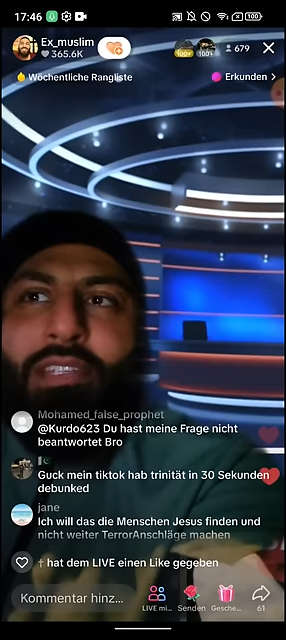 17:46
100
Ex_muslim
365.6K
100+
100+
679
Wöchentliche Rangliste
Erkunden >
Mohamed_false_prophet
@Kurdo623 Du hast meine Frage nicht
beantwortet Bro
Guck mein tiktok hab trinität in 30 Sekunden
debunked
jane
Ich will das die Menschen Jesus finden und
nicht weiter TerrorAnschläge machen
† hat dem LIVE einen Like gegeben
Kommentar hinz...
LIVE mi...
Senden
Gesche...
61